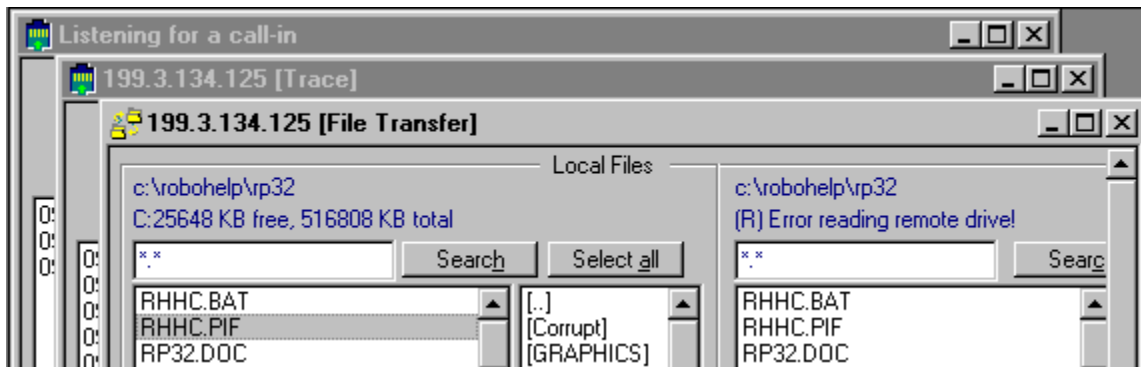 Listening for a call-in
199.3.134.125 [Trace]
199.3.134.125 [File Transfer]
Local Files
c:\robohelp\rp32
C:25648 KB free, 516808 KB total
*.*
Search
Select all
RHHC.BAT
RHHC.PIF
RP32.DOC
[..]
[Corrupt]
[GRAPHICS]
c:\robohelp\rp32
(R) Error reading remote drive!
*.*
Searc
RHHC.BAT
RHHC.PIF
RP32.DOC